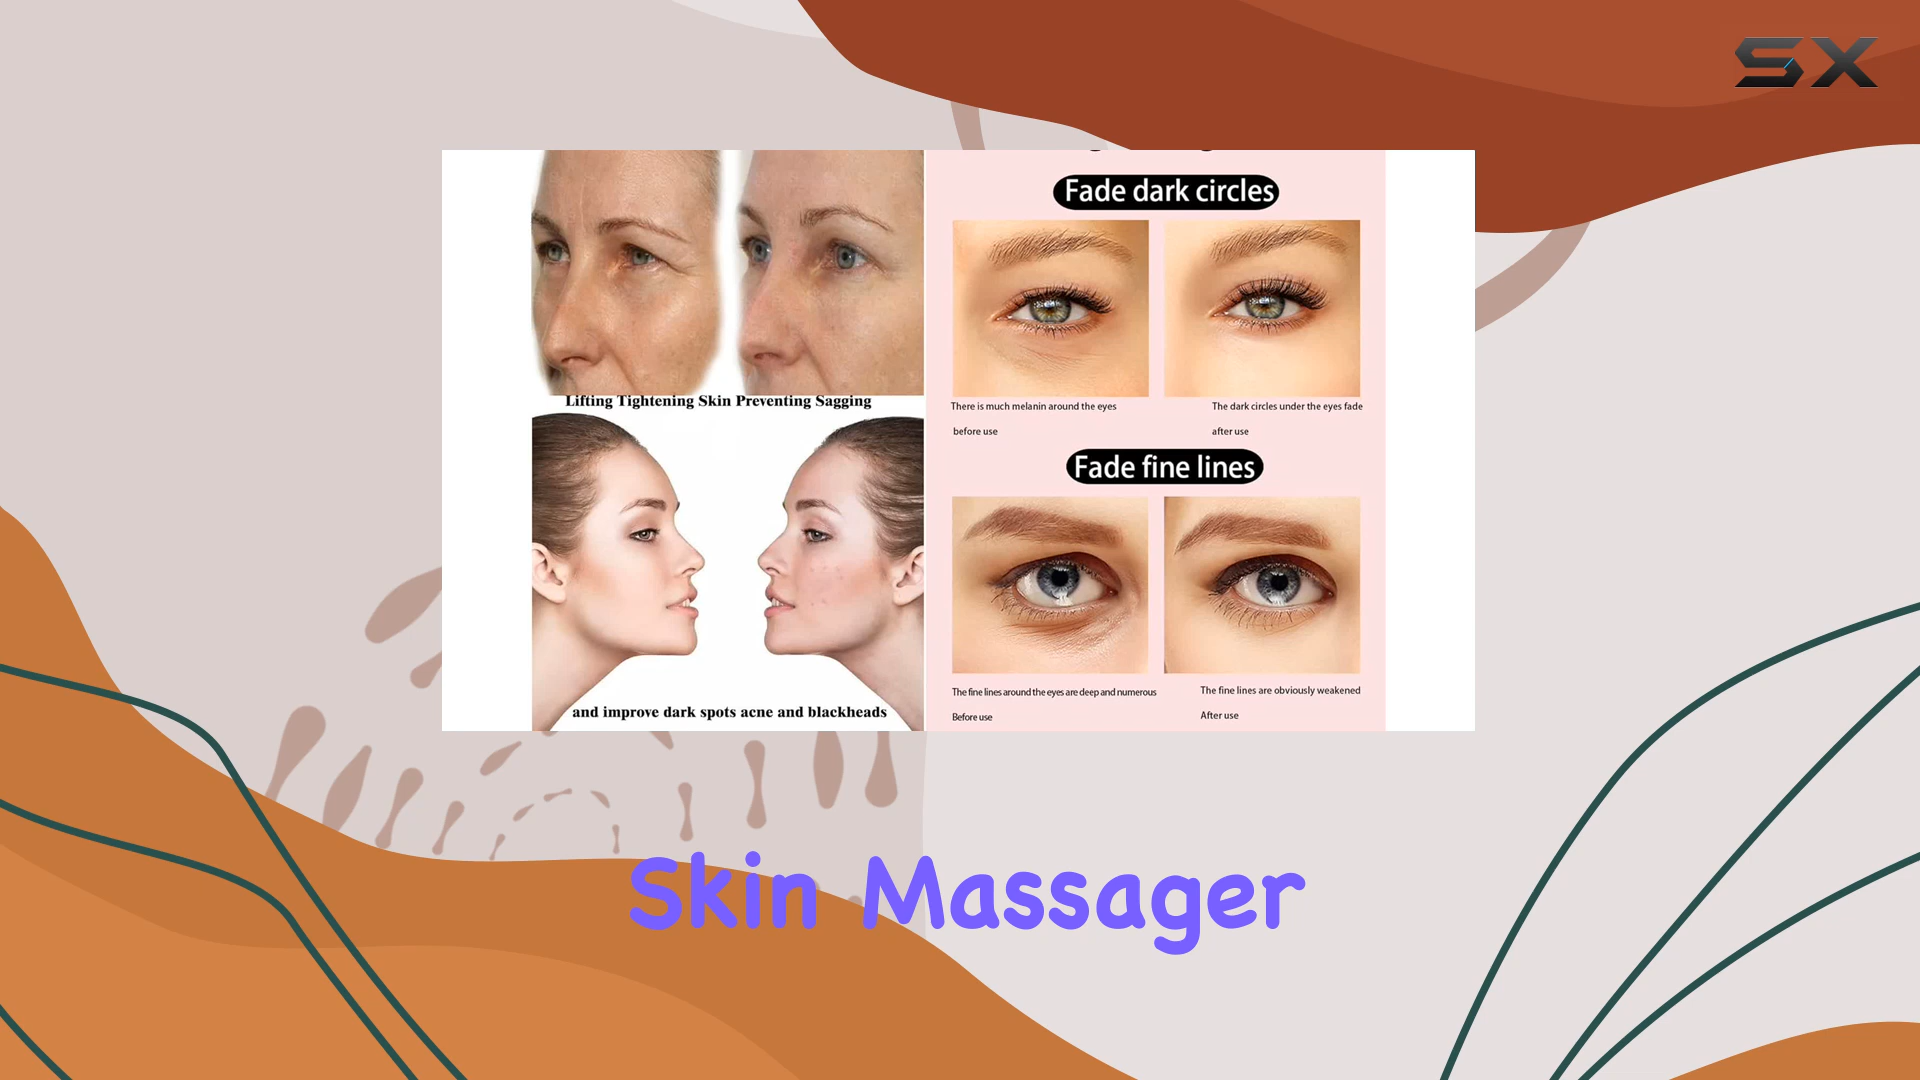 SX
Lifting Tightening Skin Preventing Sagging
and improve dark spots acne and blackheads
Fade dark circles
There is much melanin around the eyes
before use
The dark circles under the eyes fade
after use
Fade fine lines
The fine lines around the eyes are deep and numerous
Before use
The fine lines are obviously weakened
After use
Skin Massager